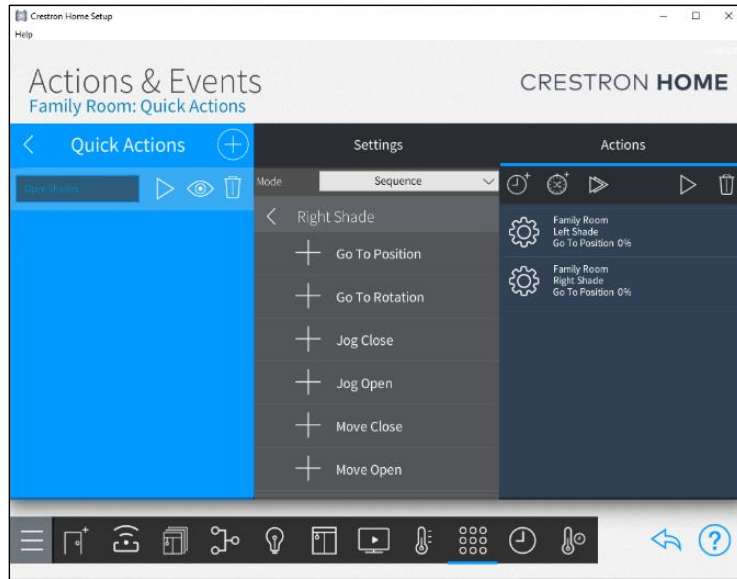 Crestron Home Setup
Help
Actions & Events
Family Room: Quick Actions
CRESTRON HOME
Quick Actions
Settings
Actions
Open Shades
Mode
Sequence
Right Shade
Go To Position
Go To Rotation
Jog Close
Jog Open
Move Close
Move Open
Family Room
Left Shade
Go To Position 0%
Family Room
Right Shade
Go To Position 0%
?